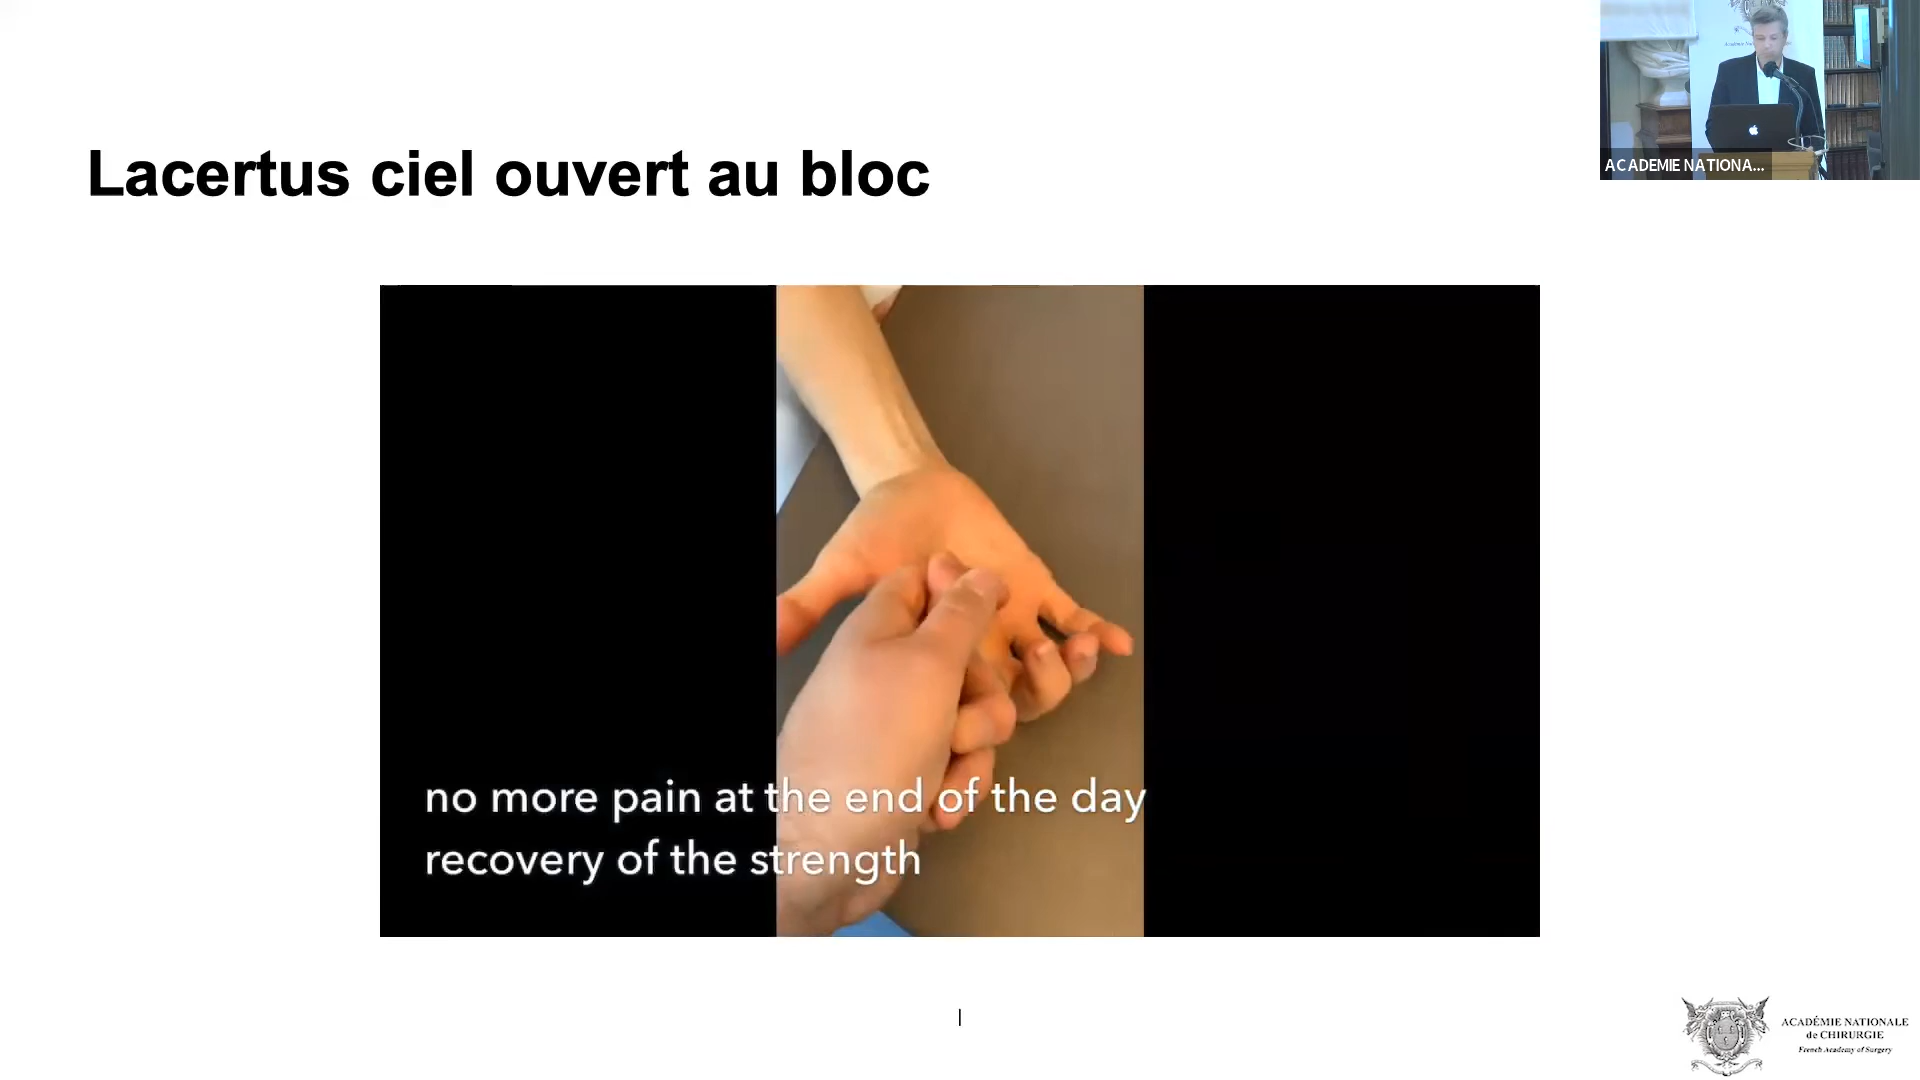 Lacertus ciel ouvert au bloc
ACADEMIE NATIONA...
no more pain at the end of the day
recovery of the strength
ACADÉMIE NATIONALE
de CHIRURGIE
French Academy of Surgery